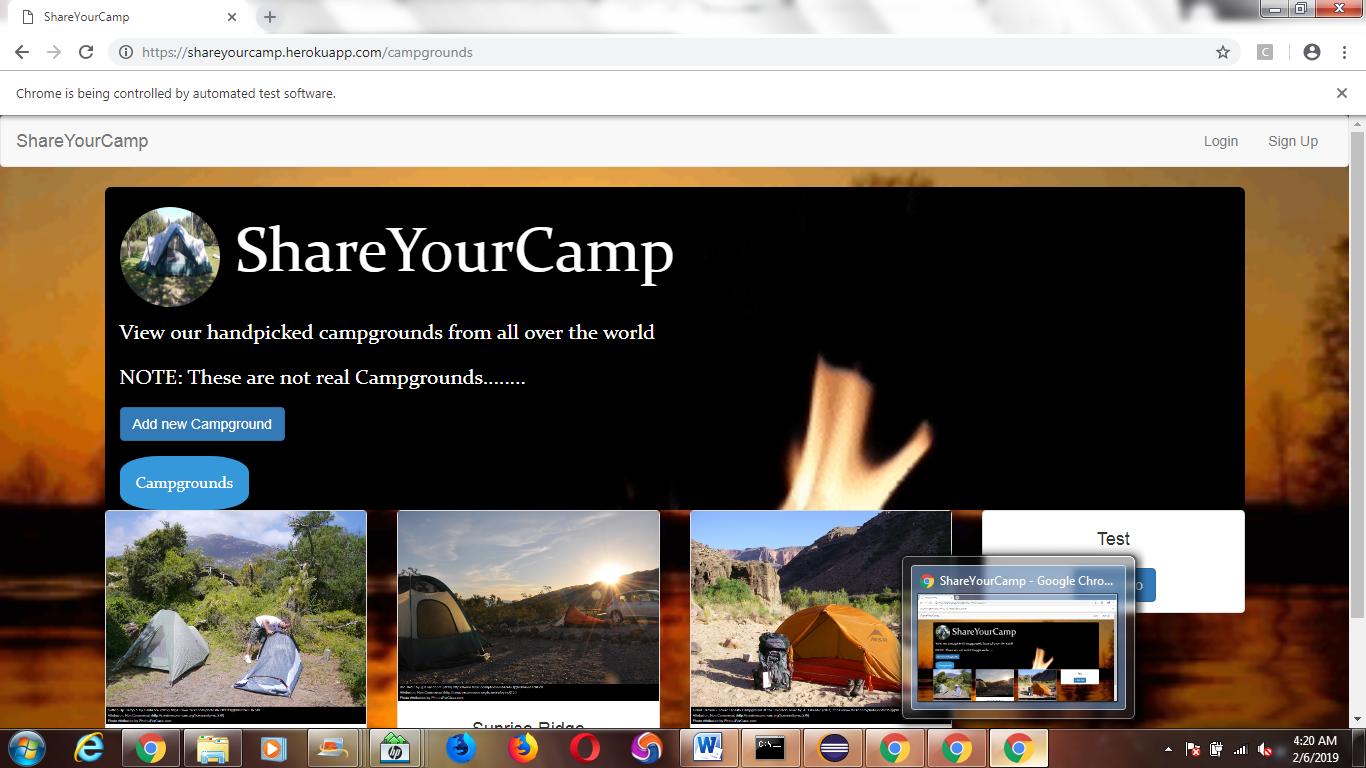 ShareYourCamp
https://shareyourcamp.herokuapp.com/campgrounds
C
Chrome is being controlled by automated test software.
ShareYourCamp
Login
Sign Up
ShareYourCamp
View our handpicked campgrounds from all over the world
NOTE: These are not real Campgrounds........
Add new Campground
Campgrounds
Test
ShareYourCamp - Google Chro...
ShareYourCamp
Sunrise Ridge
hp
W
C:\_
4:20 AM
2/6/2019